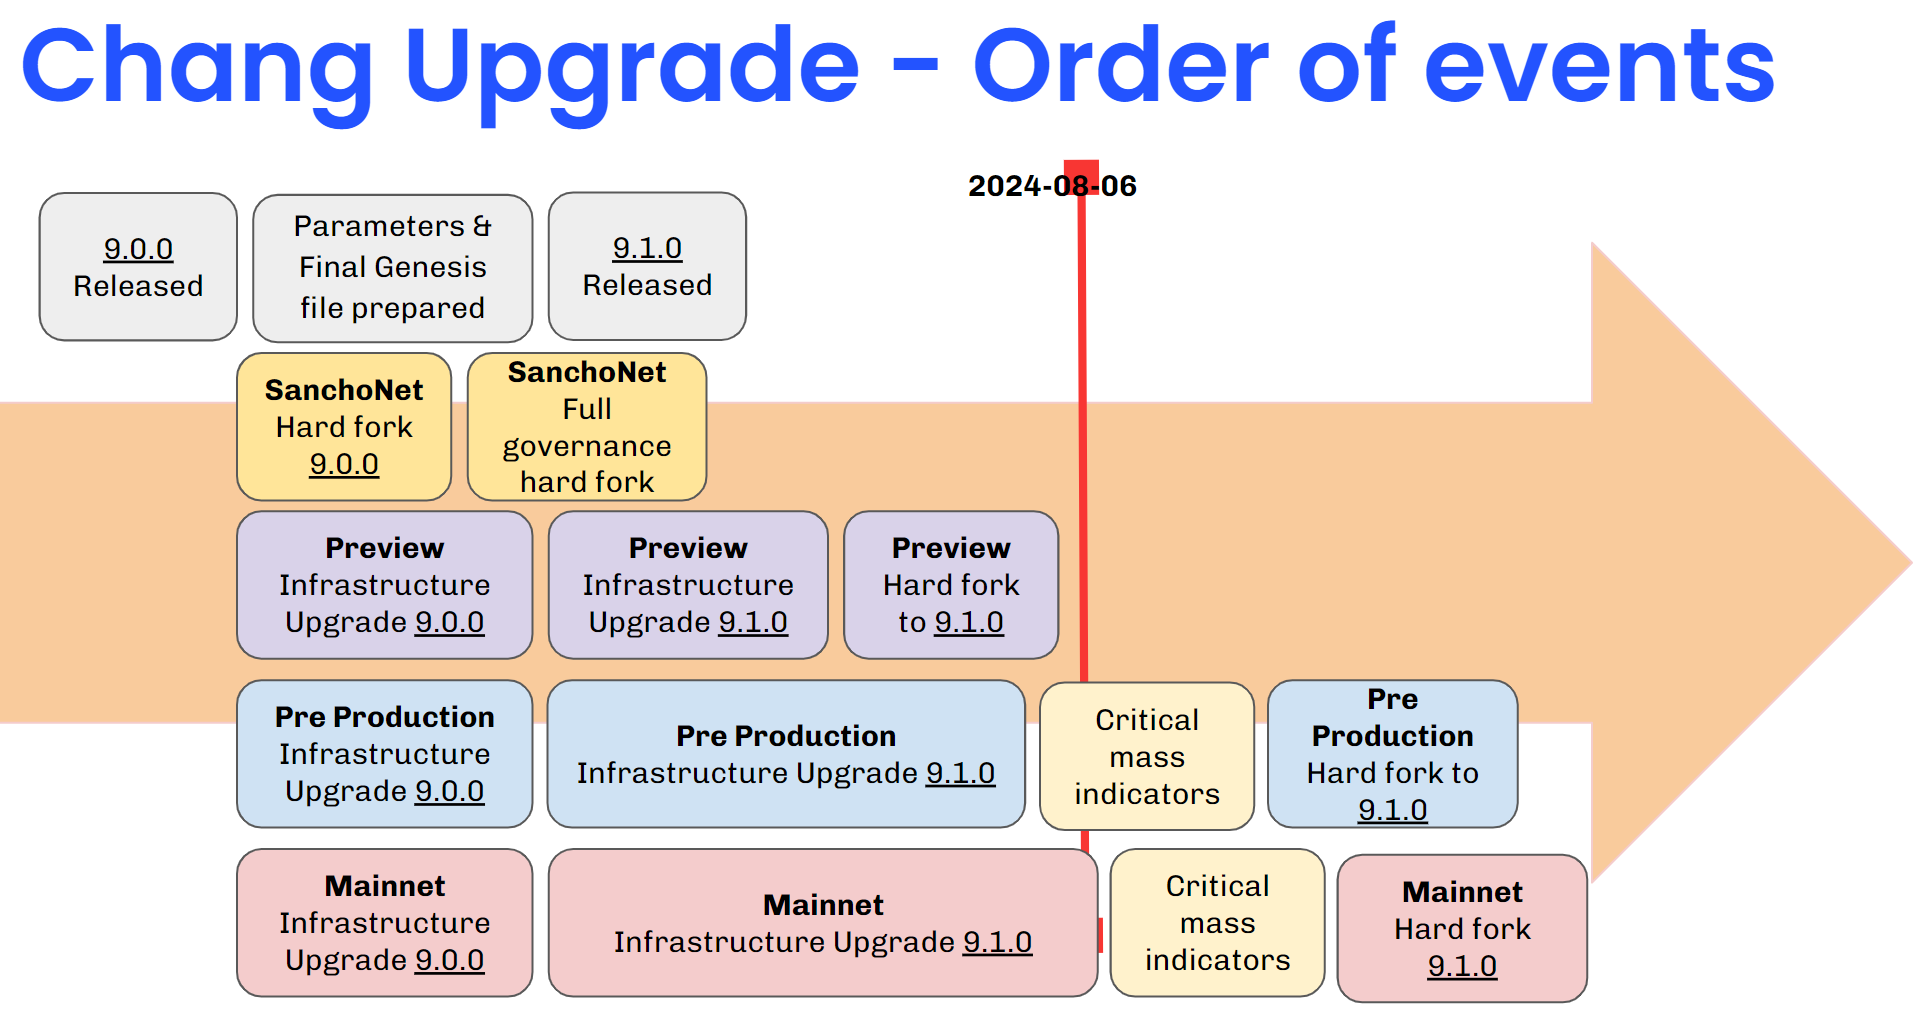 Chang Upgrade - Order of events
2024-08-06
9.0.0
Released
Parameters &
Final Genesis
file prepared
9.1.0
Released
SanchoNet
Hard fork
9.0.0
SanchoNet
Full
governance
hard fork
Preview
Infrastructure
Upgrade 9.0.0
Preview
Infrastructure
Upgrade 9.1.0
Preview
Hard fork
to 9.1.0
Pre Production
Infrastructure
Upgrade 9.0.0
Pre Production
Infrastructure Upgrade 9.1.0
Critical
mass
indicators
Pre
Production
Hard fork to
9.1.0
Mainnet
Infrastructure
Upgrade 9.0.0
Mainnet
Infrastructure Upgrade 9.1.0
Critical
mass
indicators
Mainnet
Hard fork
9.1.0